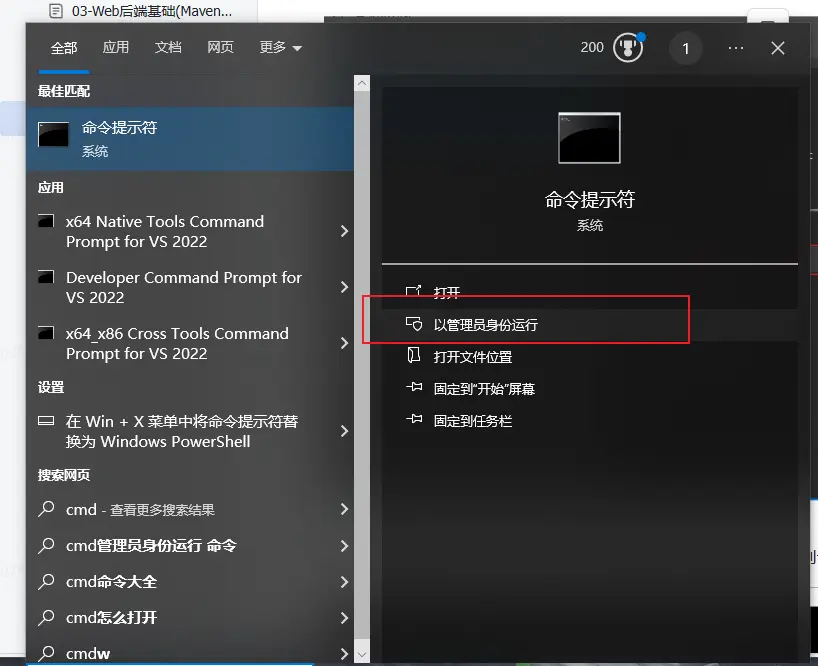 03-Web后端基础(Maven...
全部 应用 文档 网页 更多 200 1 ...
最佳匹配
命令提示符
系统
应用
x64 Native Tools Command
Prompt for VS 2022
Developer Command Prompt for
VS 2022
x64_x86 Cross Tools Command
Prompt for VS 2022
设置
在 Win + X 菜单中将命令提示符替
换为 Windows PowerShell
搜索网页
cmd - 查看更多搜索结果
cmd管理员身份运行 命令
cmd命令大全
cmd怎么打开
cmdw
命令提示符
系统
打开
以管理员身份运行
打开文件位置
固定到"开始"屏幕
固定到任务栏